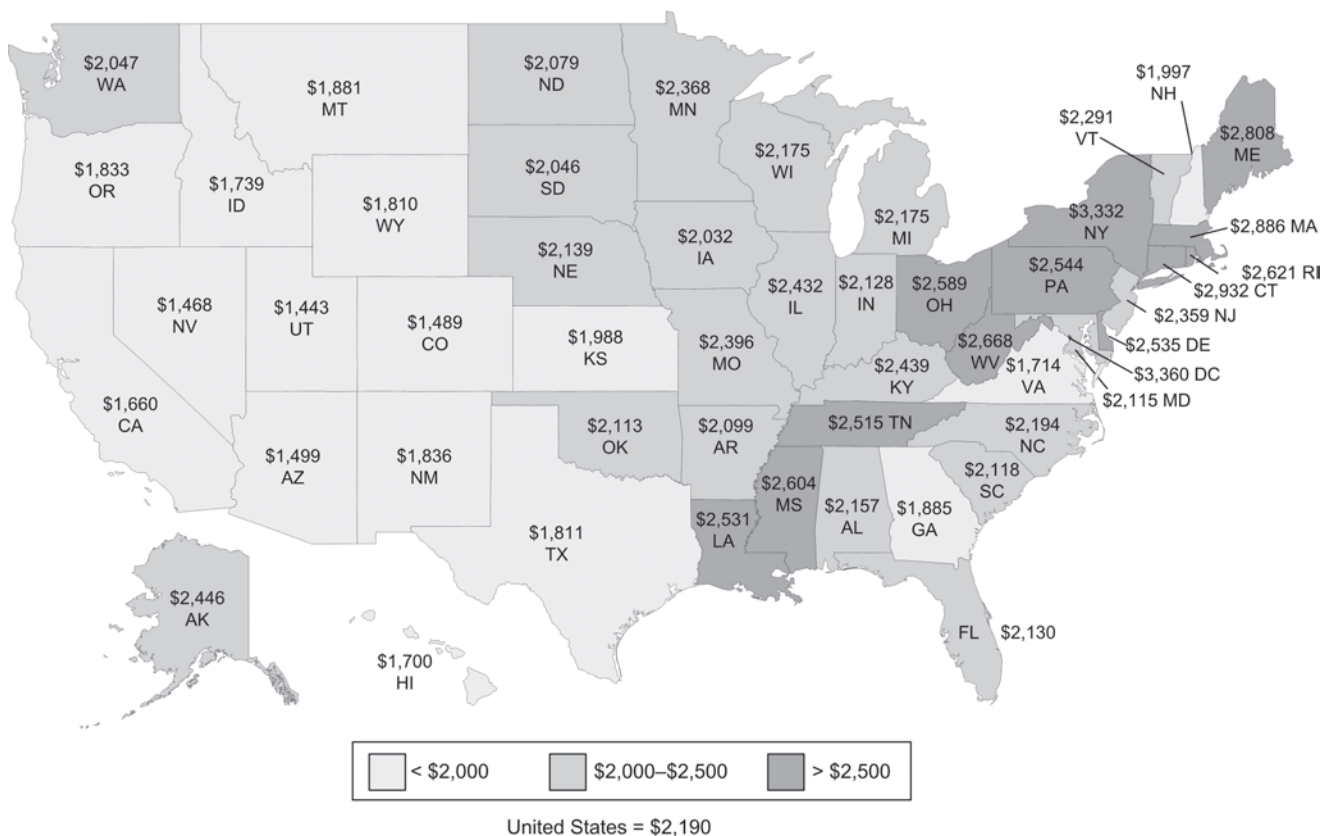 $2,047
WA
$1,881
MT
$2,079
ND
$2,368
MN
$1,997
NH
$2,291
VT
$2,808
ME
$1,833
OR
$1,739
ID
$1,810
WY
$2,046
SD
$2,175
WI
$2,175
MI
$3,332
NY
$2,886 MA
$2,621 RI
$2,932 CT
$2,359 NJ
$2,535 DE
$3,360 DC
$2,115 MD
$1,468
NV
$1,443
UT
$1,489
CO
$2,139
NE
$2,032
IA
$2,432
IL
$2,128
IN
$2,589
OH
$2,544
PA
$1,988
KS
$2,396
MO
$2,439
KY
$2,668
WV
$1,714
VA
$1,660
CA
$1,499
AZ
$1,836
NM
$2,113
OK
$2,099
AR
$2,515 TN
$2,194
NC
$2,118
SC
$1,811
TX
$2,531
LA
$2,604
MS
$2,157
AL
$1,885
GA
$2,446
AK
$1,700
HI
FL $2,130
< $2,000 $2,000–$2,500 > $2,500
United States = $2,190